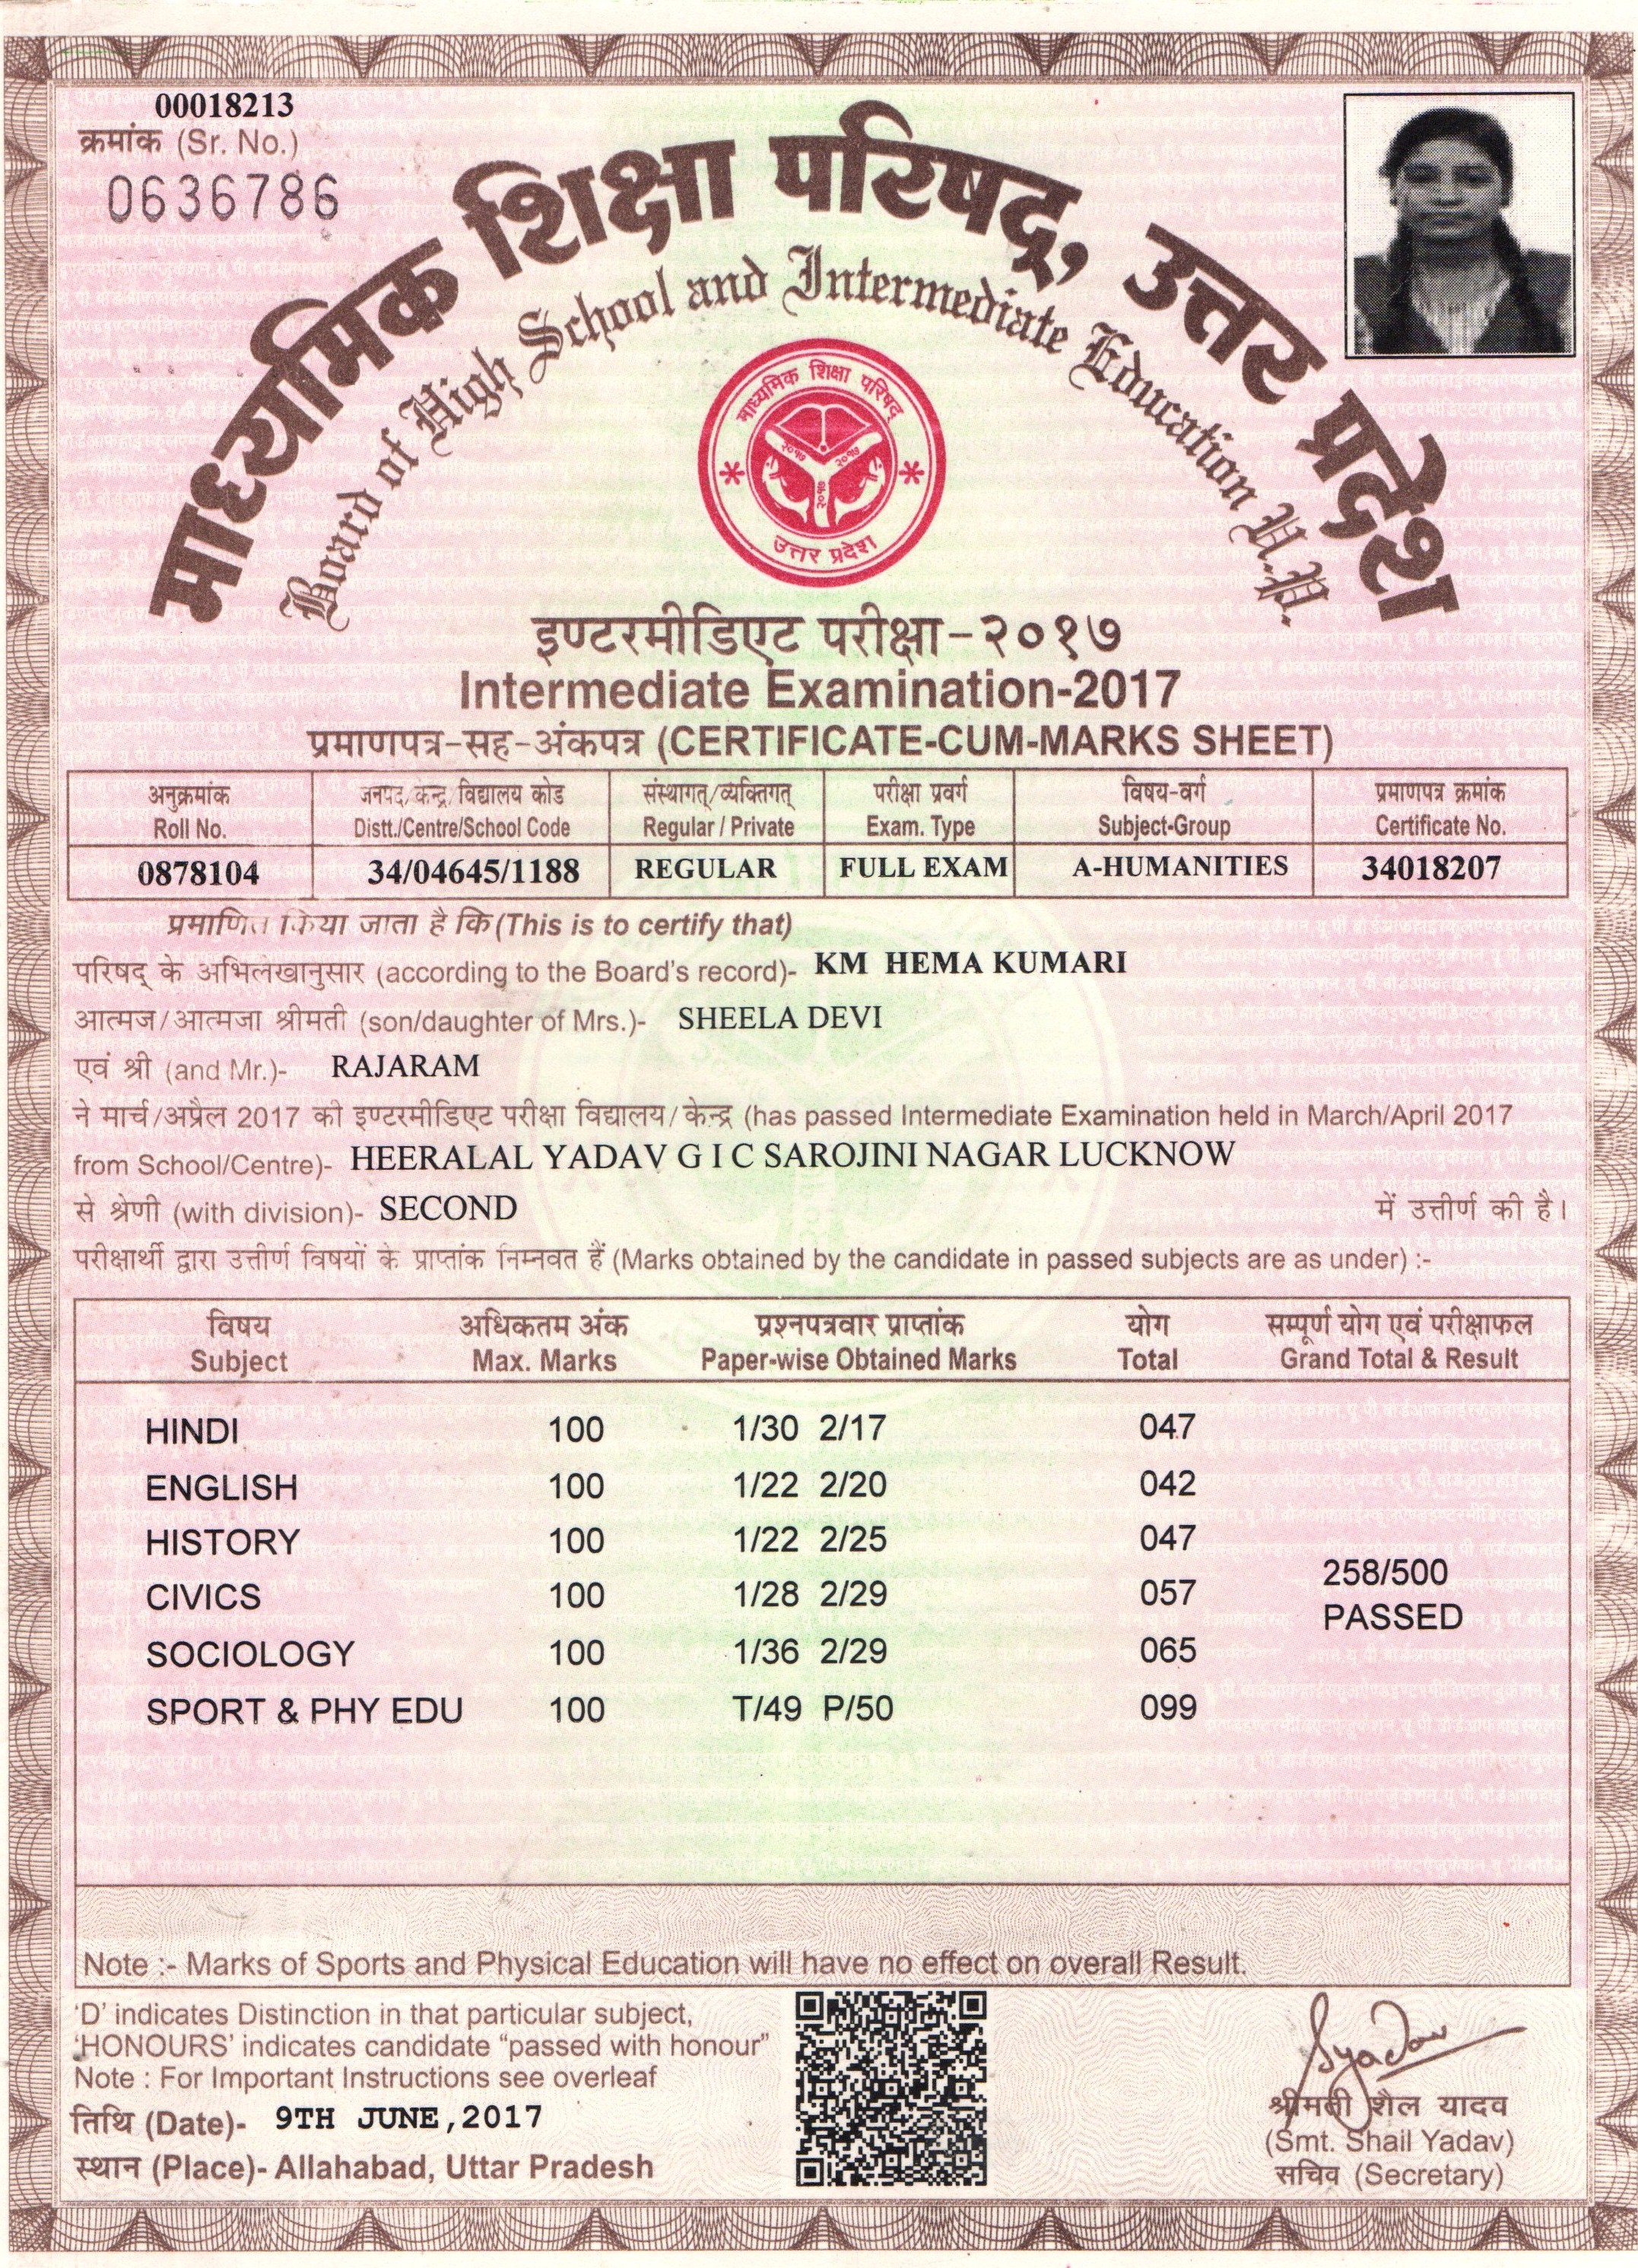 00018213
क्रमांक (Sr. No.)
0636786
माध्यमिक शिक्षा परिषद्, उत्तर प्रदेश
Board of High School and Intermediate Education U.P.
माध्यमिक शिक्षा परिषद्
२०१७ २०१७
२०१७
उत्तर प्रदेश
इण्टरमीडिएट परीक्षा-२०१७
Intermediate Examination-2017
प्रमाणपत्र-सह-अंकपत्र (CERTIFICATE-CUM-MARKS SHEET)
अनुक्रमांक जनपद/केन्द्र/विद्यालय कोड संस्थागत्/व्यक्तिगत् परीक्षा प्रवर्ग विषय-वर्ग प्रमाणपत्र क्रमांक
Roll No. Distt./Centre/School Code Regular / Private Exam. Type Subject-Group Certificate No.
0878104 34/04645/1188 REGULAR FULL EXAM A-HUMANITIES 34018207
प्रमाणित किया जाता है कि (This is to certify that)
परिषद् के अभिलेखानुसार (according to the Board's record)- KM HEMA KUMARI
आत्मज/आत्मजा श्रीमती (son/daughter of Mrs.)- SHEELA DEVI
एवं श्री (and Mr.)- RAJARAM
ने मार्च/अप्रैल 2017 की इण्टरमीडिएट परीक्षा विद्यालय/केन्द्र (has passed Intermediate Examination held in March/April 2017
from School/Centre)- HEERALAL YADAV G I C SAROJINI NAGAR LUCKNOW
से श्रेणी (with division)- SECOND में उत्तीर्ण की है।
परीक्षार्थी द्वारा उत्तीर्ण विषयों के प्राप्तांक निम्नवत हैं (Marks obtained by the candidate in passed subjects are as under) :-
विषय अधिकतम अंक प्रश्नपत्रवार प्राप्तांक योग सम्पूर्ण योग एवं परीक्षाफल
Subject Max. Marks Paper-wise Obtained Marks Total Grand Total & Result
HINDI 100 1/30 2/17 047
ENGLISH 100 1/22 2/20 042
HISTORY 100 1/22 2/25 047
258/500
CIVICS 100 1/28 2/29 057
PASSED
SOCIOLOGY 100 1/36 2/29 065
SPORT & PHY EDU 100 T/49 P/50 099
Note :- Marks of Sports and Physical Education will have no effect on overall Result.
'D' indicates Distinction in that particular subject,
'HONOURS' indicates candidate "passed with honour"
Note : For Important Instructions see overleaf
तिथि (Date)- 9TH JUNE,2017
स्थान (Place)- Allahabad, Uttar Pradesh
Syadav
श्रीमती शैल यादव
(Smt. Shail Yadav)
सचिव (Secretary)